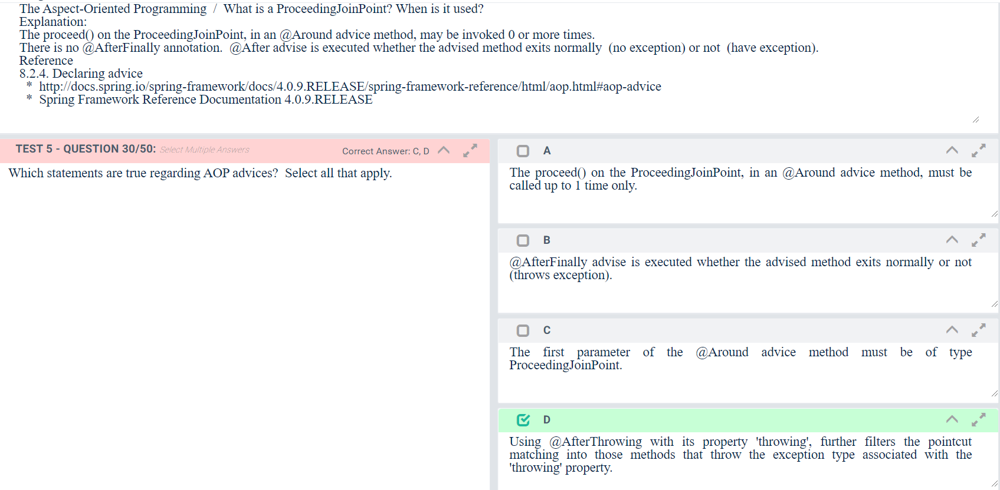 The Aspect-Oriented Programming / What is a ProceedingJoinPoint? When is it used?
Explanation:
The proceed() on the ProceedingJoinPoint, in an @Around advice method, may be invoked 0 or more times.
There is no @AfterFinally annotation. @After advise is executed whether the advised method exits normally (no exception) or not (have exception).
Reference
8.2.4. Declaring advice
* http://docs.spring.io/spring-framework/docs/4.0.9.RELEASE/spring-framework-reference/html/aop.html#aop-advice
* Spring Framework Reference Documentation 4.0.9.RELEASE
TEST 5 - QUESTION 30/50: Select Multiple Answers Correct Answer: C, D
Which statements are true regarding AOP advices? Select all that apply.
A
The proceed() on the ProceedingJoinPoint, in an @Around advice method, must be
called up to 1 time only.
B
@AfterFinally advise is executed whether the advised method exits normally or not
(throws exception).
C
The first parameter of the @Around advice method must be of type
ProceedingJoinPoint.
D
Using @AfterThrowing with its property 'throwing', further filters the pointcut
matching into those methods that throw the exception type associated with the
'throwing' property.